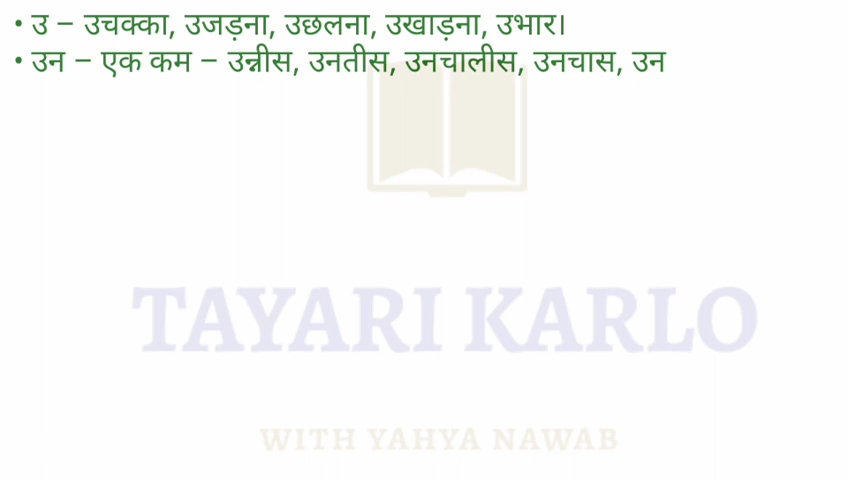 • उ – उचक्का, उजड़ना, उछलना, उखाड़ना, उभार।
• उन – एक कम – उन्नीस, उनतीस, उनचालीस, उनचास, उन
TAYARI KARLO
WITH YAHYA NAWAB